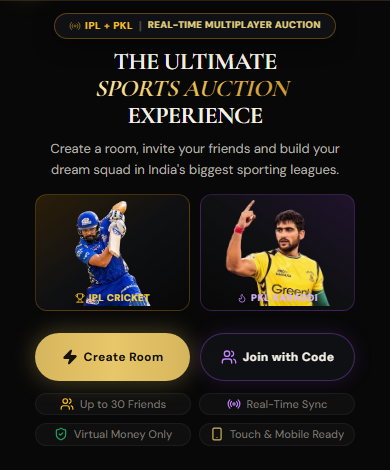 IPL + PKL | REAL-TIME MULTIPLAYER AUCTION
THE ULTIMATE
SPORTS AUCTION
EXPERIENCE
Create a room, invite your friends and build your
dream squad in India's biggest sporting leagues.
Greenl
IPL CRICKET
PKL KABADDI
Create Room
Join with Code
Up to 30 Friends
Real-Time Sync
Virtual Money Only
Touch & Mobile Ready